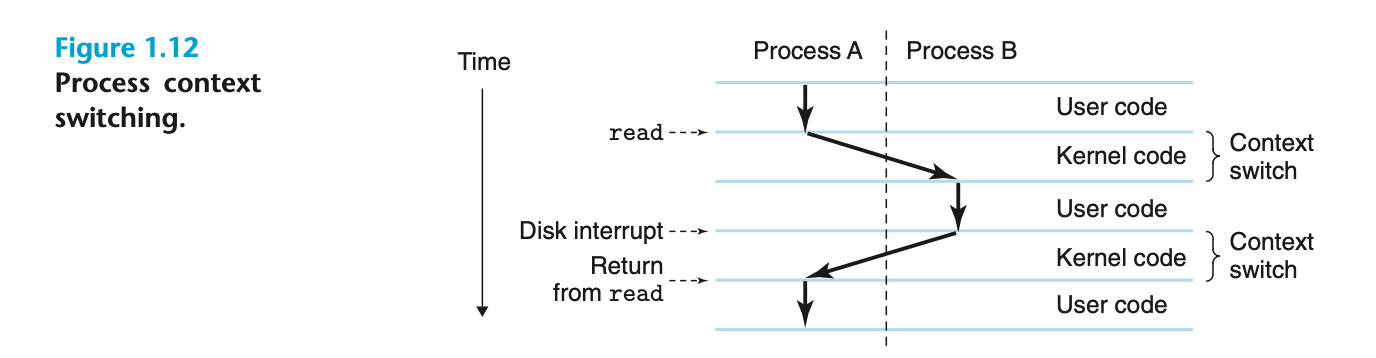 Figure 1.12
Process context
switching.
Time
Process A
Process B
User code
read
Kernel code
Context
switch
User code
Disk interrupt
Kernel code
Context
switch
Return
from read
User code